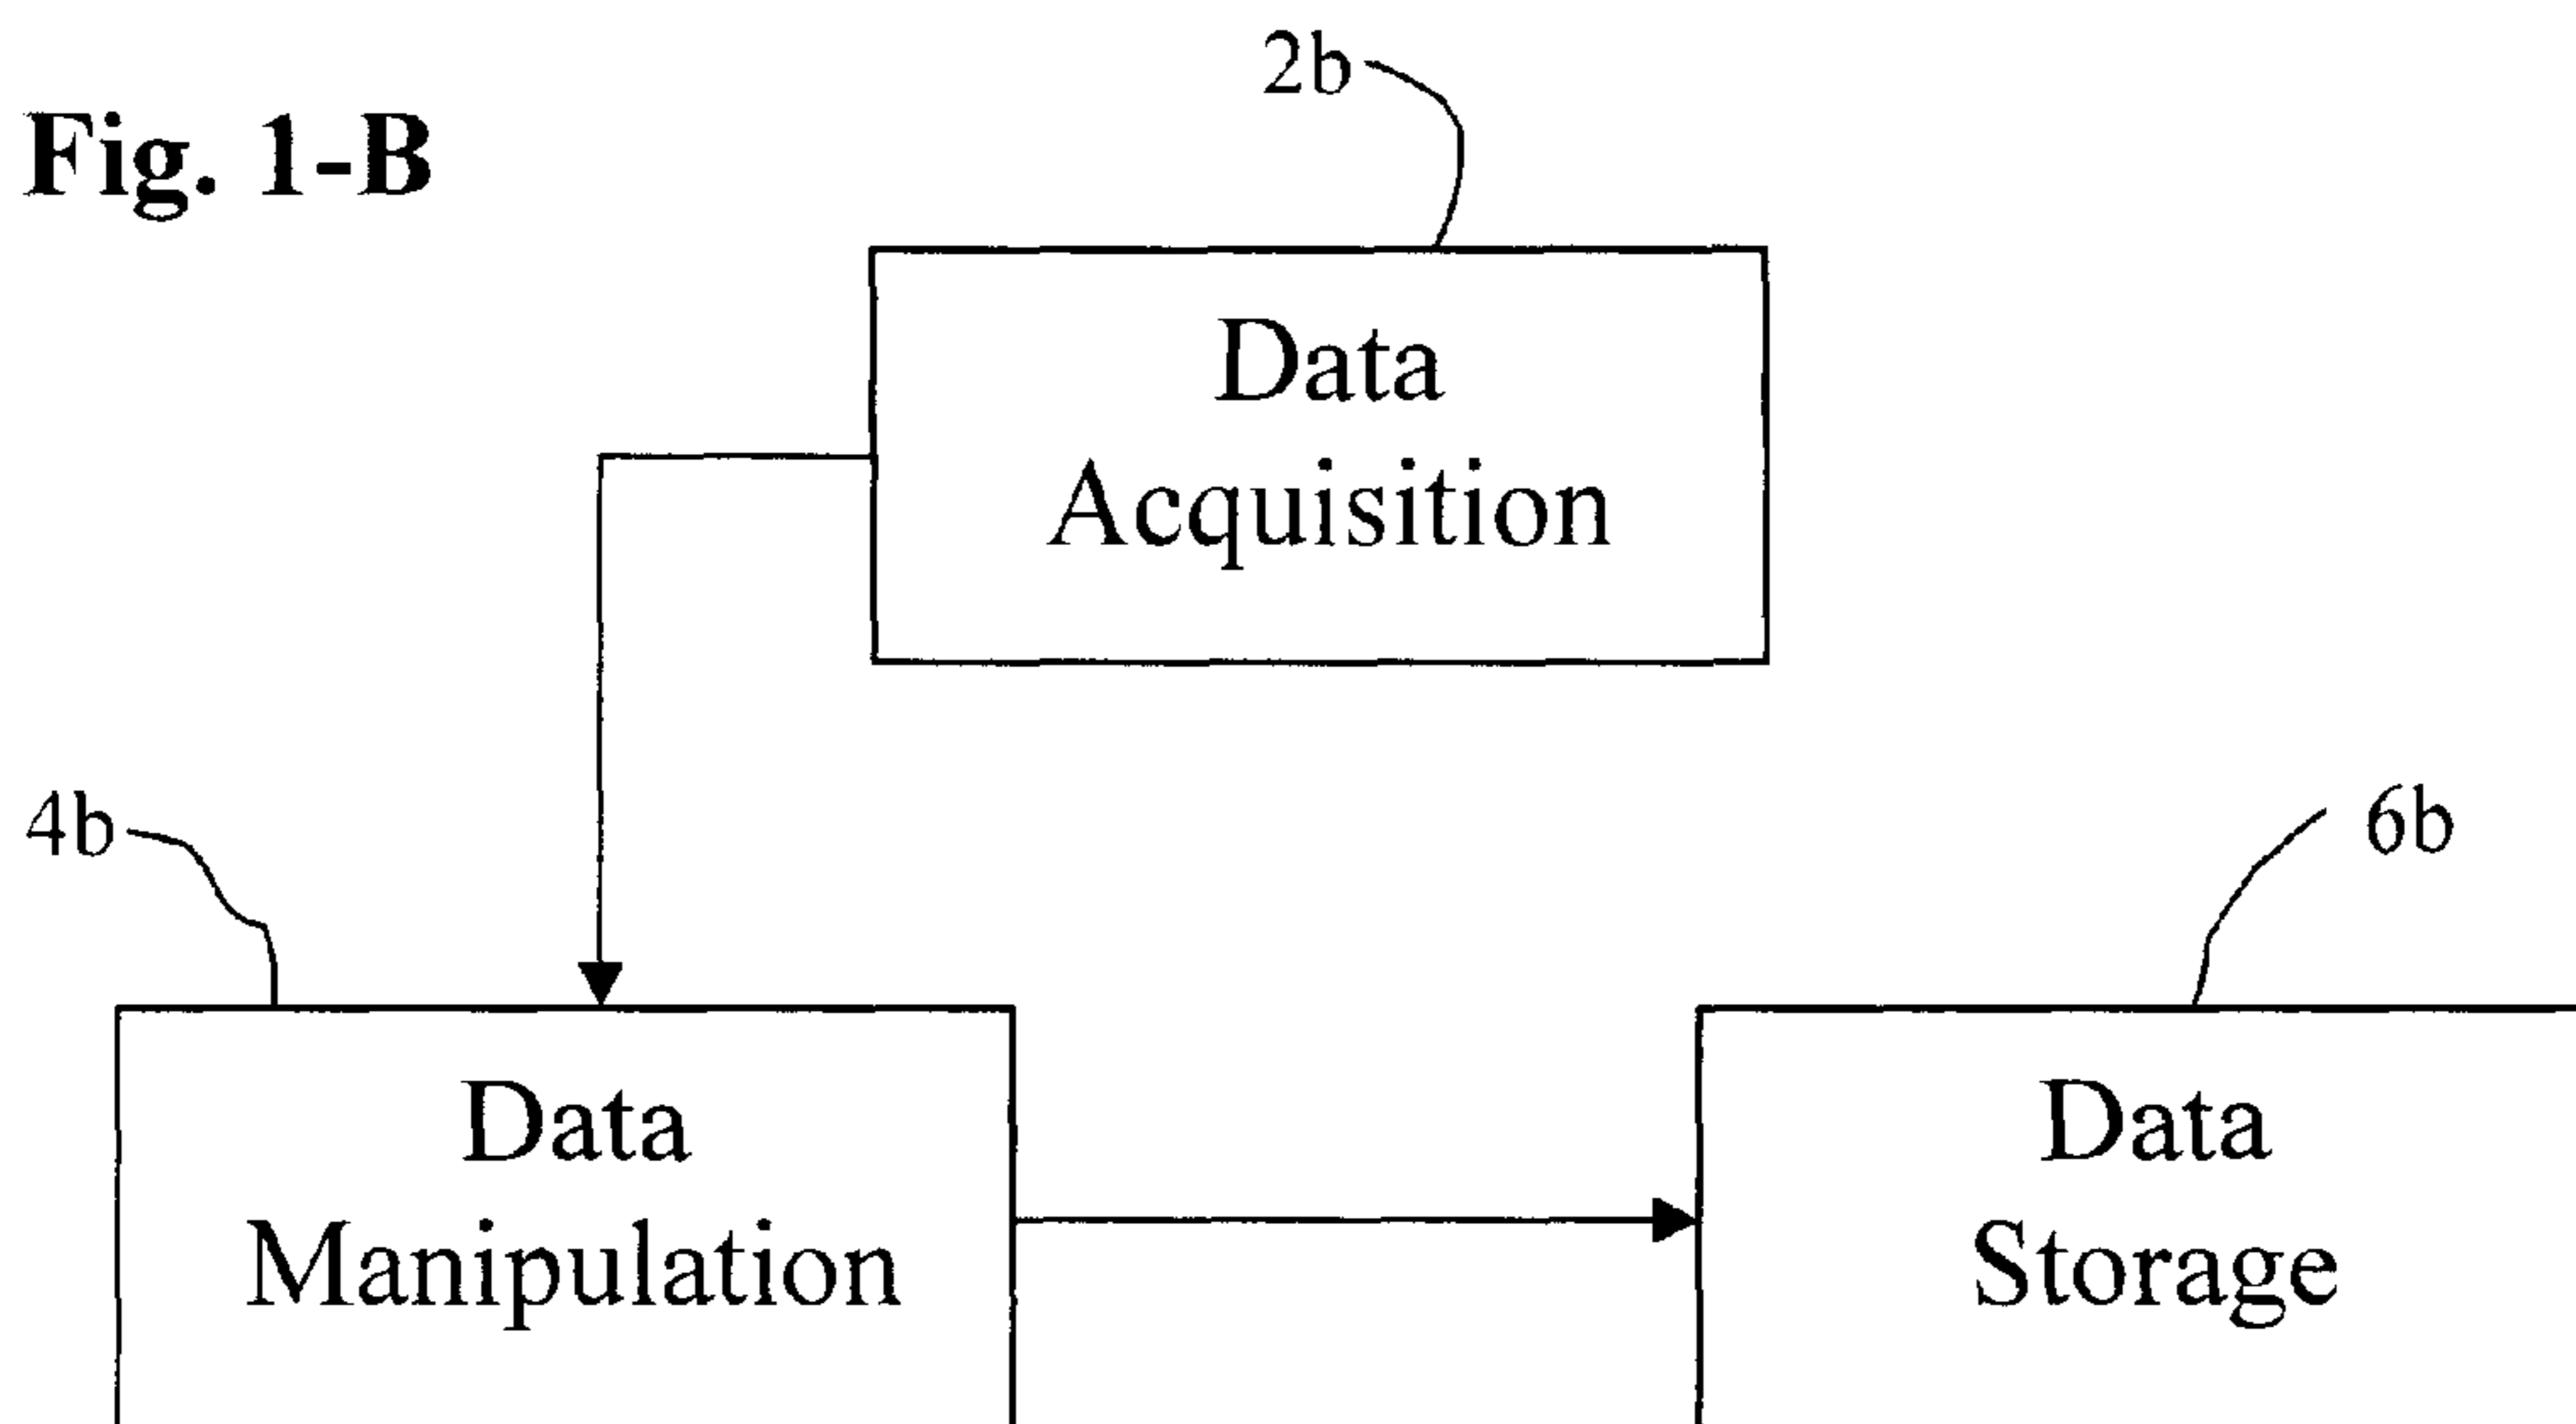 2b
Fig. 1-B
Data
Acquisition
4b
6b
Data
Manipulation
Data
Storage